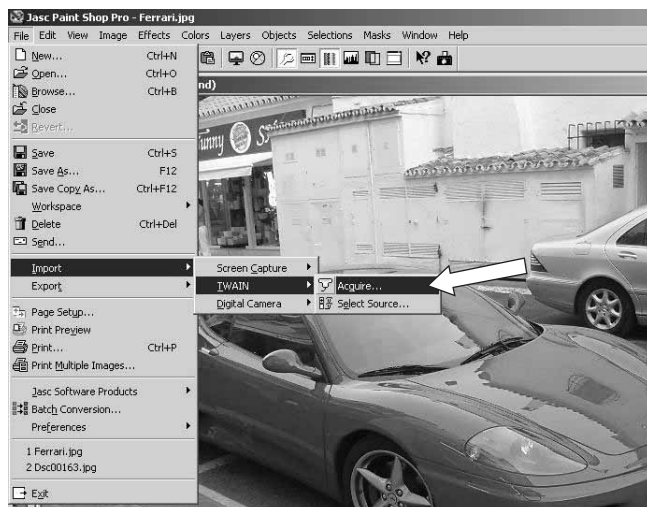 Jasc Paint Shop Pro - Ferrari.jpg
File Edit View Image Effects Colors Layers Objects Selections Masks Window Help
New... Ctrl+N
Open... Ctrl+O
Browse... Ctrl+B
Close
Revert...
Save Ctrl+S
Save As... F12
Save Copy As... Ctrl+F12
Workspace
Delete Ctrl+Del
Send...
Import
Export
Page Setup...
Print Preview
Print... Ctrl+P
Print Multiple Images...
Jasc Software Products
Batch Conversion...
Preferences
1 Ferrari.jpg
2 Dsc00163.jpg
Exit
Screen Capture
TWAIN
Digital Camera
Acquire...
Select Source...
nd)
unny